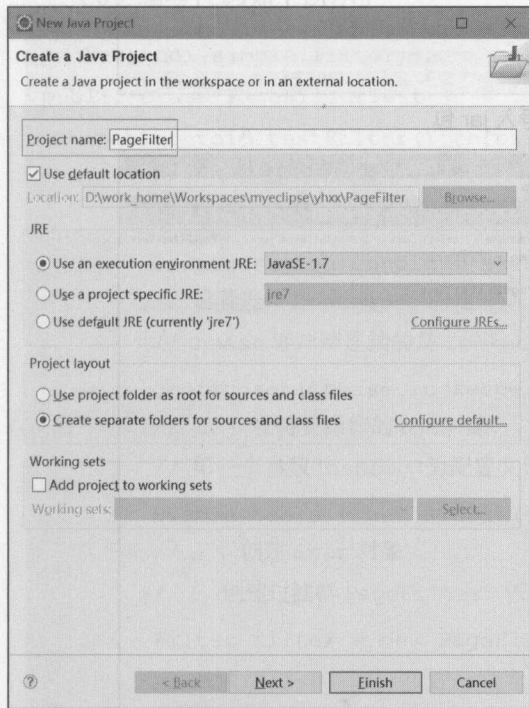 New Java Project
Create a Java Project
Create a Java project in the workspace or in an external location.
Project name: PageFilter
Use default location
Location: D:\work_home\Workspaces\myeclipse\yhxx\PageFilter Browse...
JRE
Use an execution environment JRE: JavaSE-1.7
Use a project specific JRE: jre7
Use default JRE (currently 'jre7') Configure JREs...
Project layout
Use project folder as root for sources and class files
Create separate folders for sources and class files Configure default...
Working sets
Add project to working sets
Working sets: Select...
? < Back Next > Finish Cancel